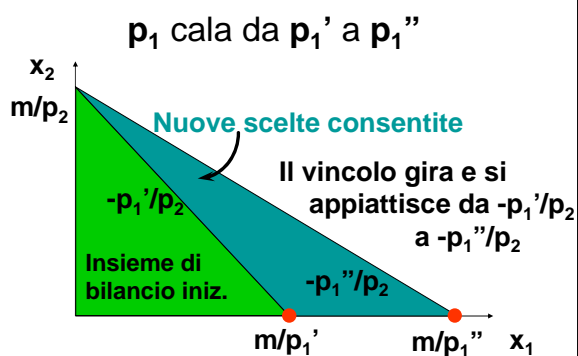 p₁ cala da p₁' a p₁''
x₂
m/p₂
Nuove scelte consentite
Il vincolo gira e si
appiattisce da -p₁'/p₂
a -p₁''/p₂
-p₁'/p₂
Insieme di
bilancio iniz.
-p₁''/p₂
m/p₁'
m/p₁''
x₁